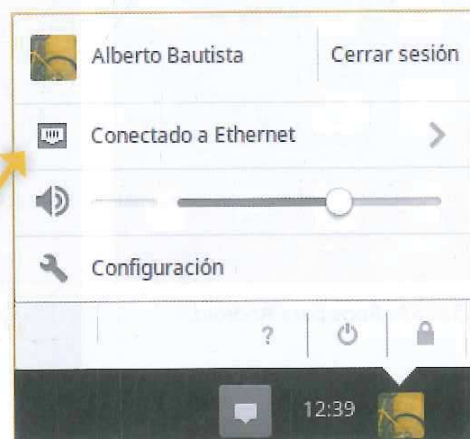 Alberto Bautista
Cerrar sesión
Conectado a Ethernet
Configuración
?
12:39